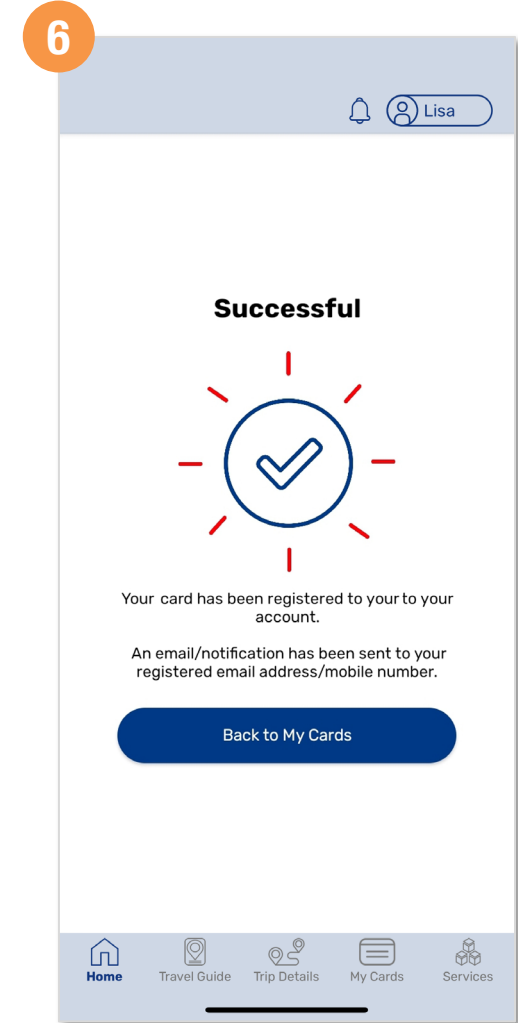 6
Lisa
Successful
Your card has been registered to your to your
account.
An email/notification has been sent to your
registered email address/mobile number.
Back to My Cards
Home Travel Guide Trip Details My Cards Services